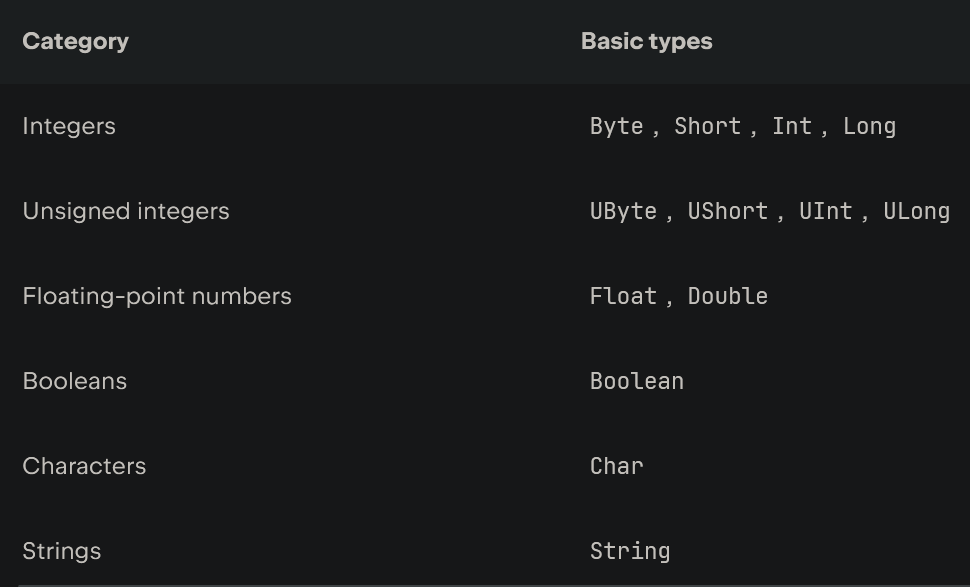 Category Basic types
Integers Byte , Short , Int , Long
Unsigned integers UByte , UShort , UInt , ULong
Floating-point numbers Float , Double
Booleans Boolean
Characters Char
Strings String